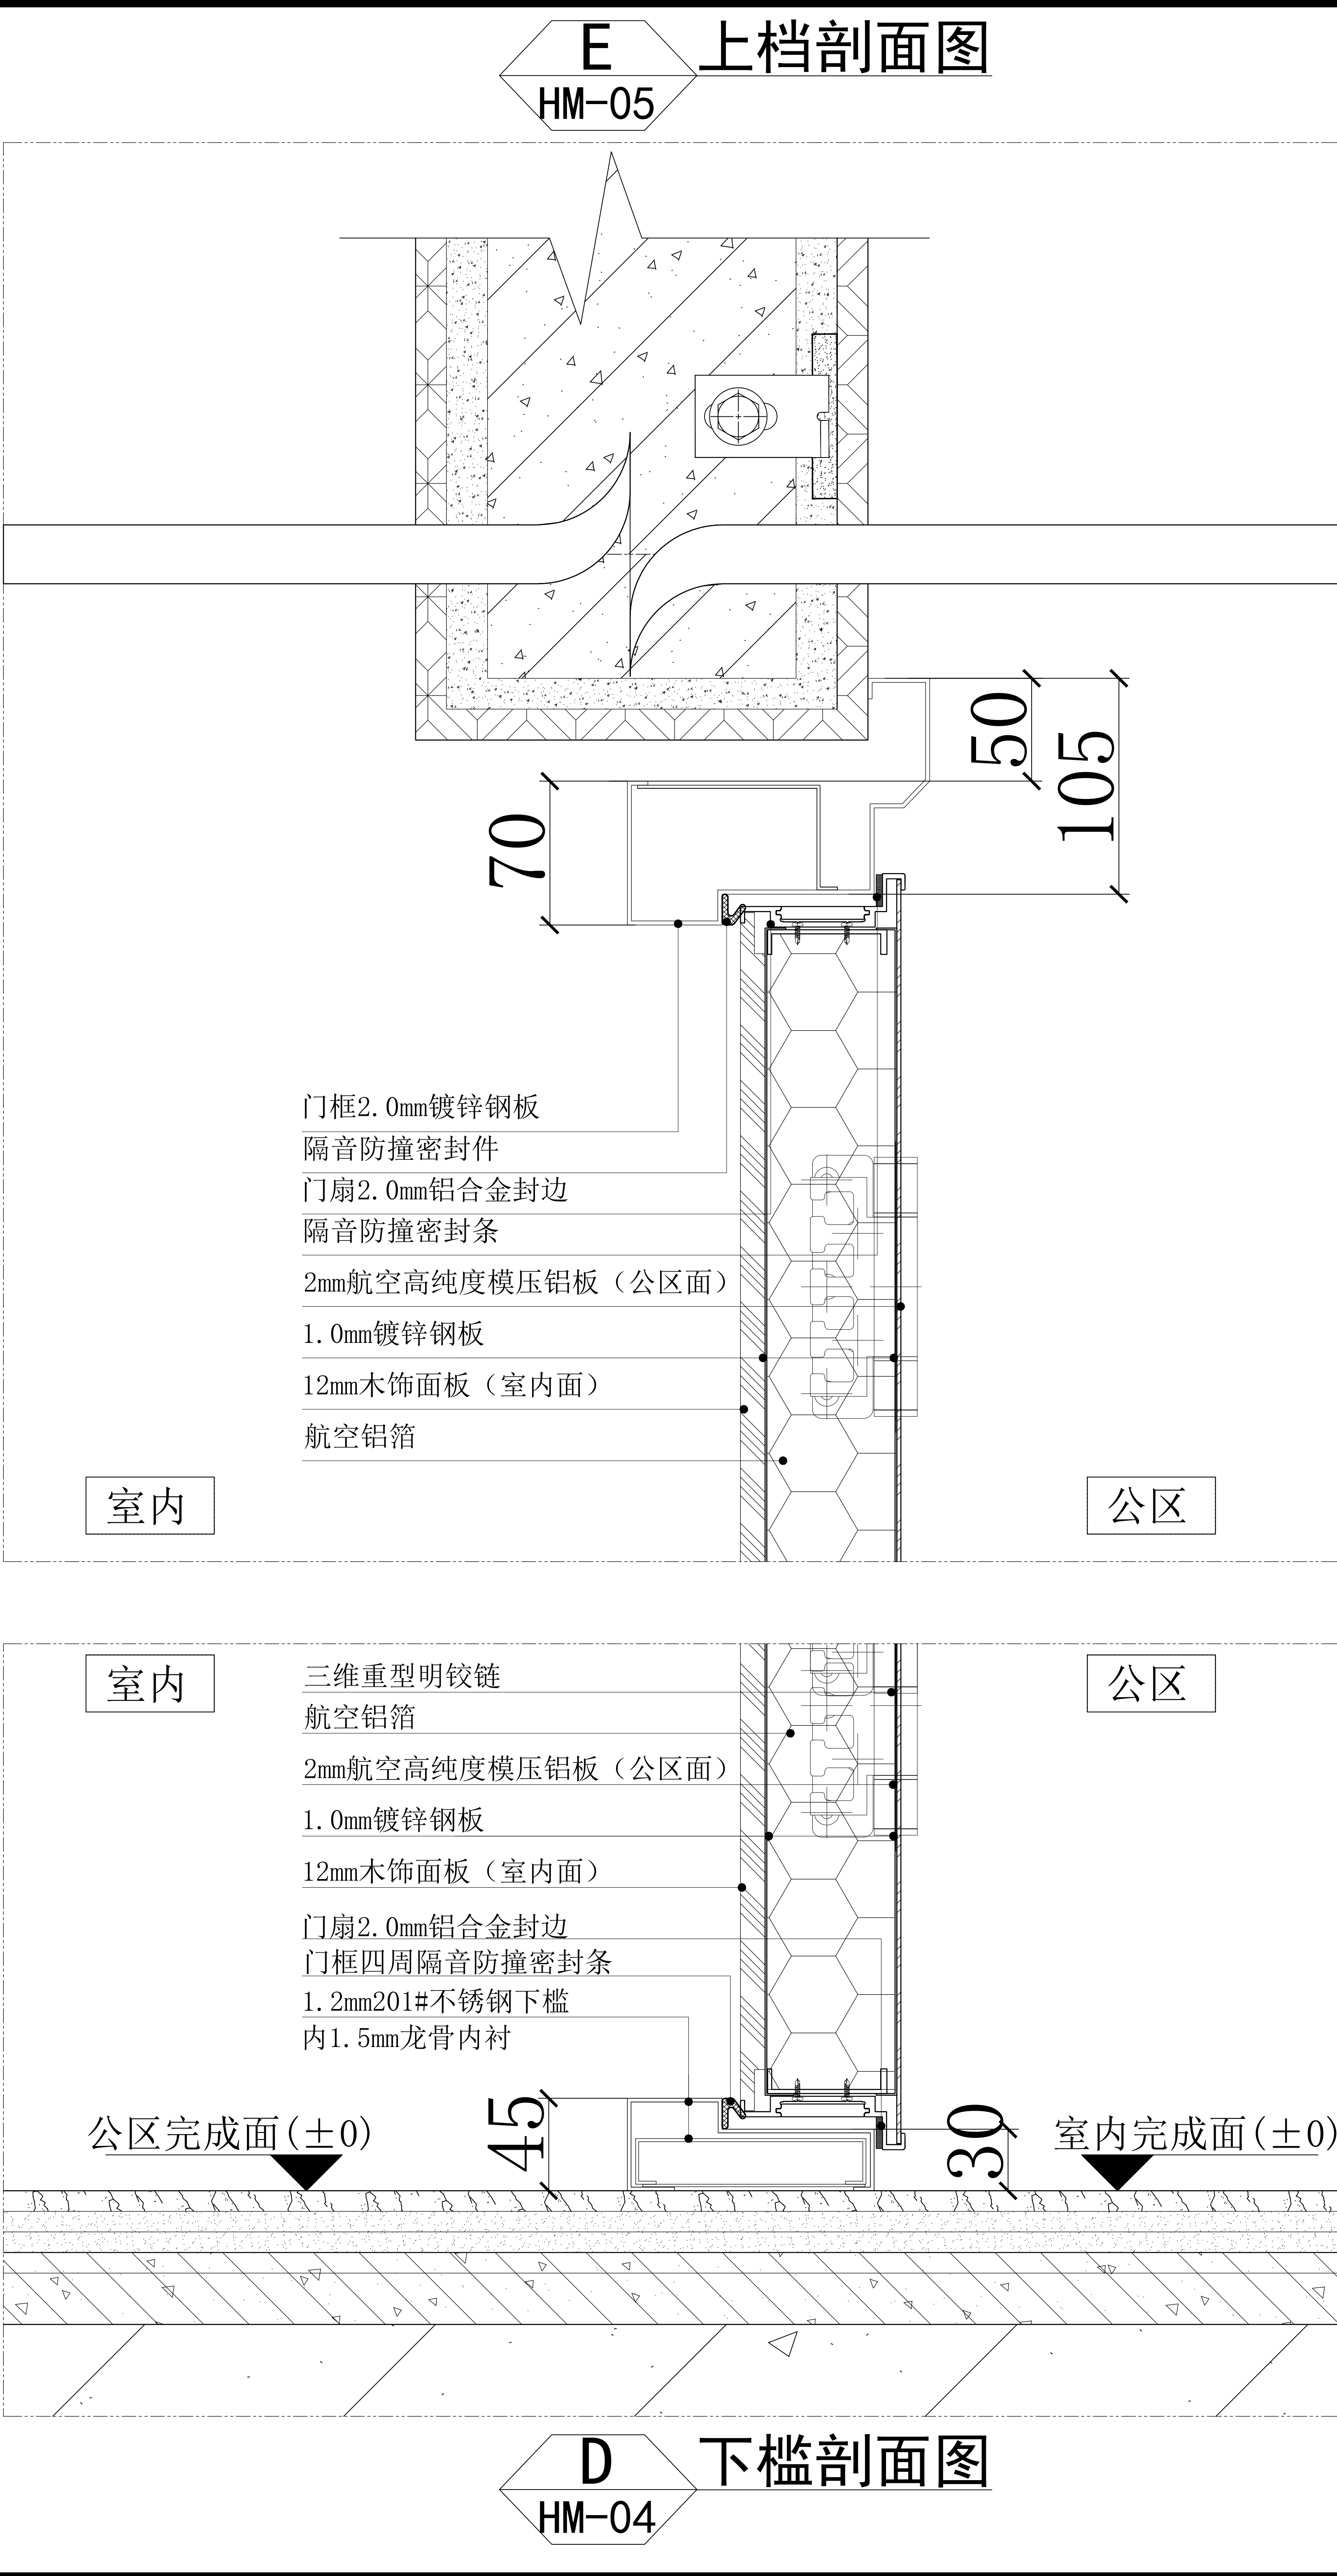 E 上档剖面图
HM-05
50
105
70
门框2.0mm镀锌钢板
隔音防撞密封件
门扇2.0mm铝合金封边
隔音防撞密封条
2mm航空高纯度模压铝板（公区面）
1.0mm镀锌钢板
12mm木饰面板（室内面）
航空铝箔
室内
公区
室内
公区
三维重型明铰链
航空铝箔
2mm航空高纯度模压铝板（公区面）
1.0mm镀锌钢板
12mm木饰面板（室内面）
门扇2.0mm铝合金封边
门框四周隔音防撞密封条
1.2mm201#不锈钢下槛
内1.5mm龙骨内衬
45
30
公区完成面(±0)
室内完成面(±0)
D 下槛剖面图
HM-04